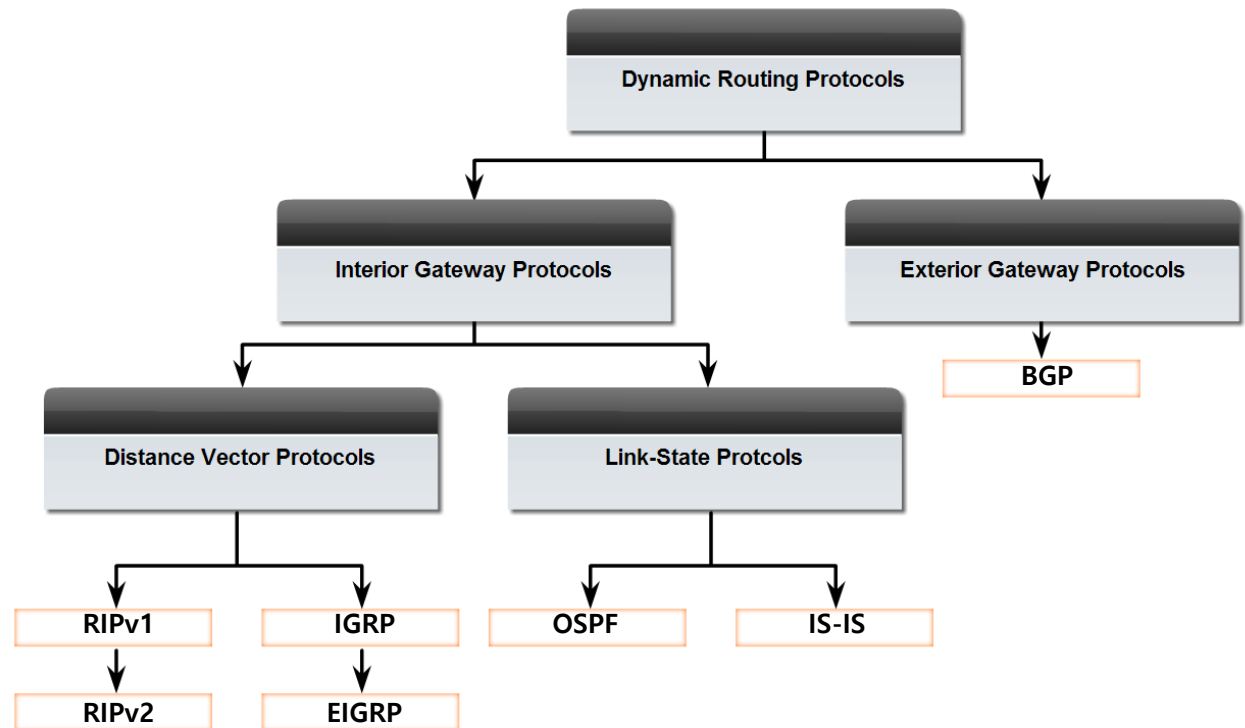 Dynamic Routing Protocols
Interior Gateway Protocols
Exterior Gateway Protocols
BGP
Distance Vector Protocols
Link-State Protcols
RIPv1
IGRP
OSPF
IS-IS
RIPv2
EIGRP